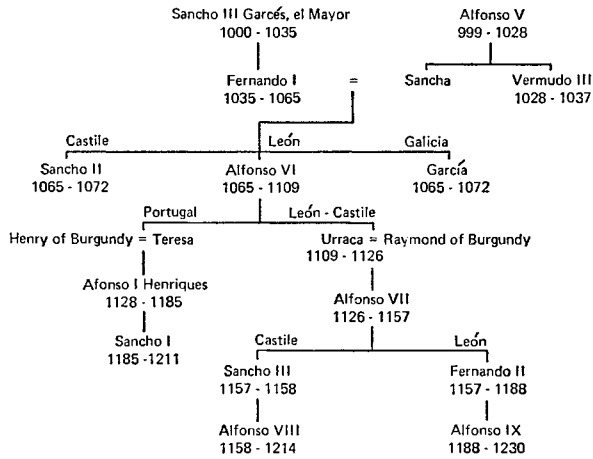 Sancho III Garcés, el Mayor
1000 - 1035
Alfonso V
999 - 1028
Fernando I
1035 - 1065
=
Sancha
Vermudo III
1028 - 1037
Castile
León
Galicia
Sancho II
1065 - 1072
Alfonso VI
1065 - 1109
García
1065 - 1072
Portugal
León - Castile
Henry of Burgundy = Teresa
Urraca = Raymond of Burgundy
1109 - 1126
Afonso I Henriques
1128 - 1185
Alfonso VII
1126 - 1157
Sancho I
1185 -1211
Castile
León
Sancho III
1157 - 1158
Fernando II
1157 - 1188
Alfonso VIII
1158 - 1214
Alfonso IX
1188 - 1230